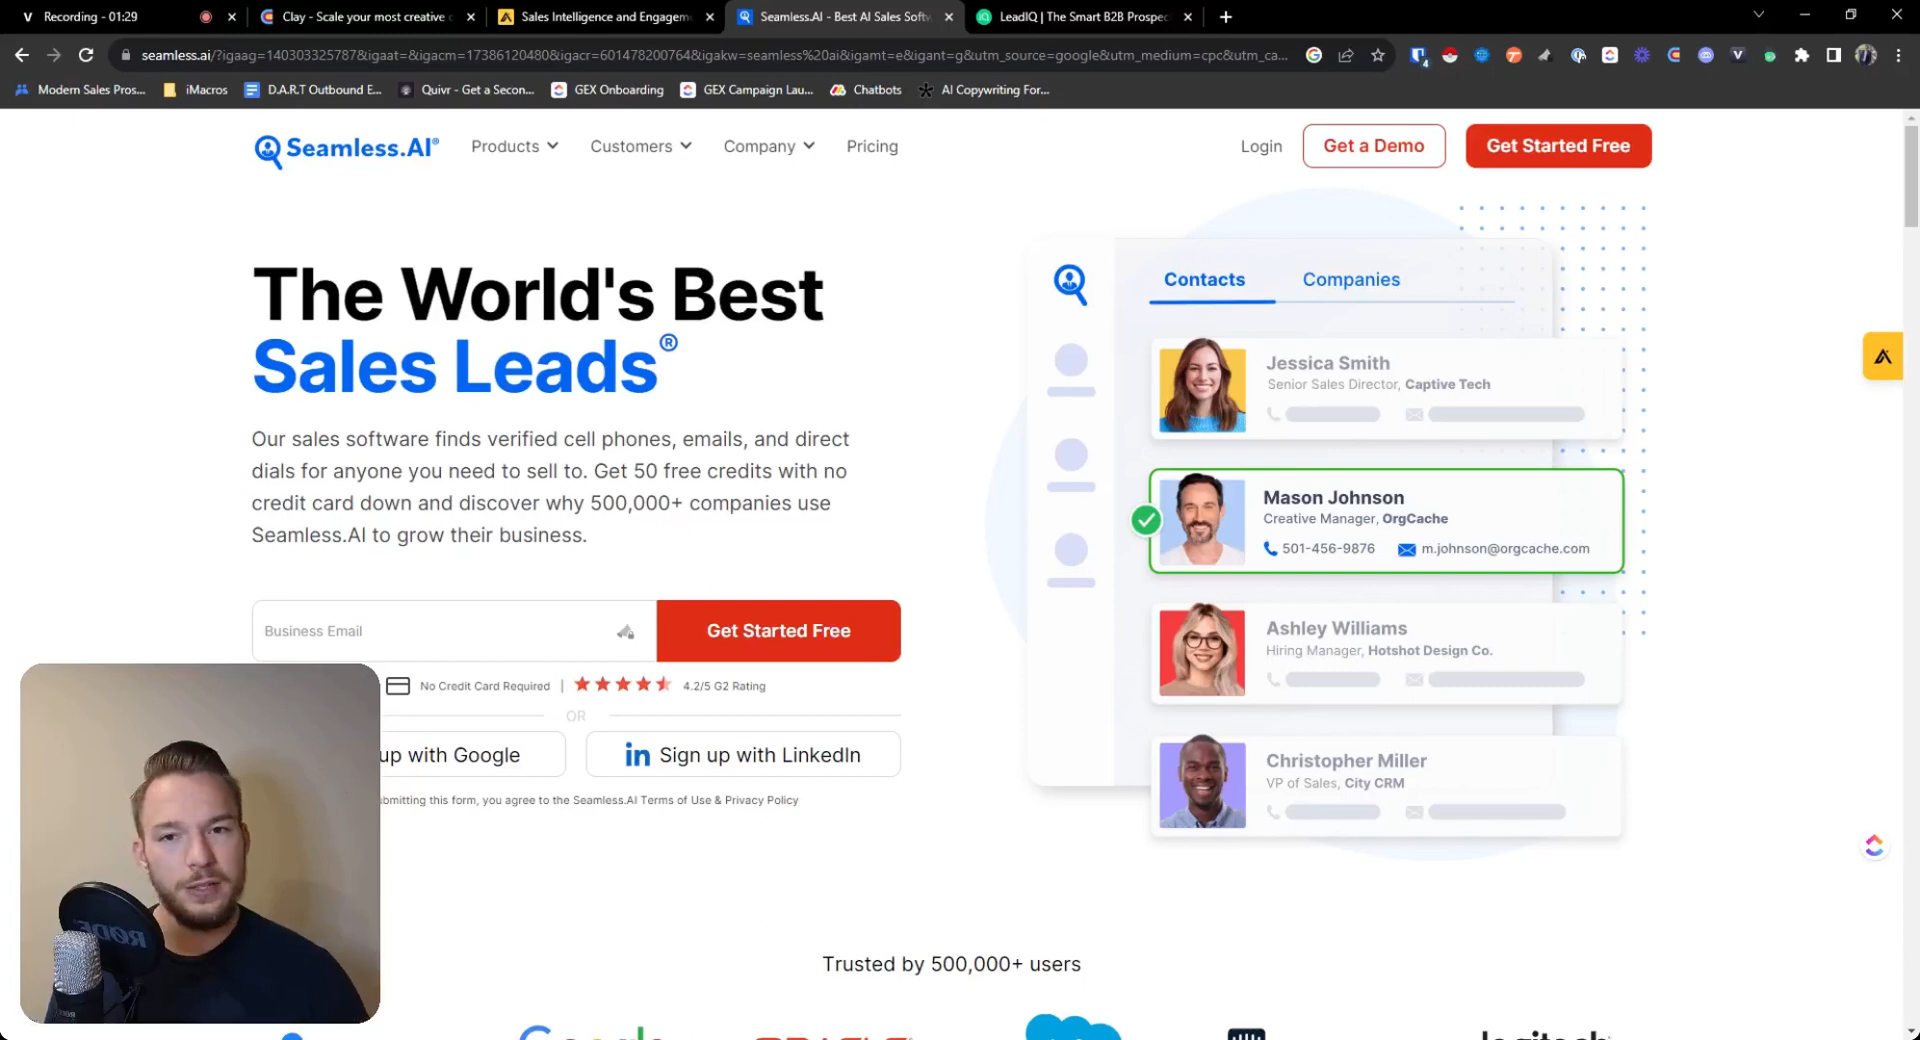 Recording - 01:29
Clay - Scale your most creative
Sales Intelligence and Engagem
Seamless.AI - Best AI Sales Softw
LeadIQ | The Smart B2B Prospec
seamless.ai/?igaag=140303325787&igaat=&igacm=17386120480&igacr=601478200764&igakw=seamless%20ai&igamt=e&igant=g&utm_source=google&utm_medium=cpc&utm_ca...
Modern Sales Pros...
iMacros
D.A.R.T Outbound E...
Quivr - Get a Secon...
GEX Onboarding
GEX Campaign Lau...
Chatbots
AI Copywriting For...
Seamless.AI®
Products
Customers
Company
Pricing
Login
Get a Demo
Get Started Free
The World's Best
Sales Leads®
Our sales software finds verified cell phones, emails, and direct
dials for anyone you need to sell to. Get 50 free credits with no
credit card down and discover why 500,000+ companies use
Seamless.AI to grow their business.
Business Email
Get Started Free
No Credit Card Required | 4.2/5 G2 Rating
OR
up with Google
in Sign up with LinkedIn
ubmitting this form, you agree to the Seamless.AI Terms of Use & Privacy Policy
Contacts
Companies
Jessica Smith
Senior Sales Director, Captive Tech
Mason Johnson
Creative Manager, OrgCache
501-456-9876
m.johnson@orgcache.com
Ashley Williams
Hiring Manager, Hotshot Design Co.
Christopher Miller
VP of Sales, City CRM
RØDE
Trusted by 500,000+ users
Google
ORACLE
logitech